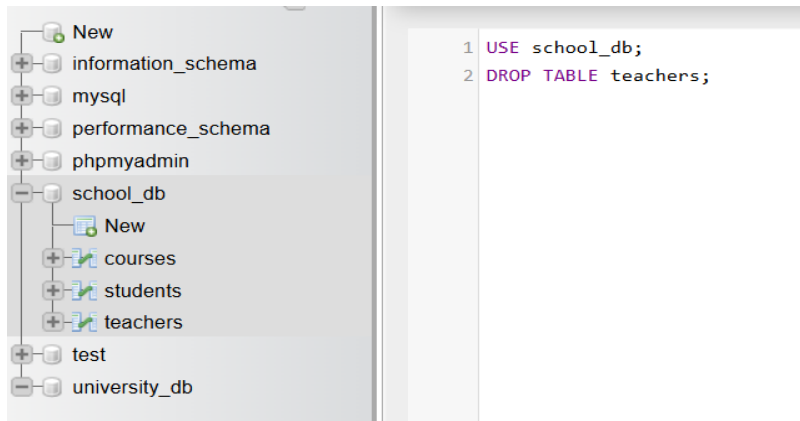 New
information_schema
mysql
performance_schema
phpmyadmin
school_db
New
courses
students
teachers
test
university_db
1 USE school_db;
2 DROP TABLE teachers;